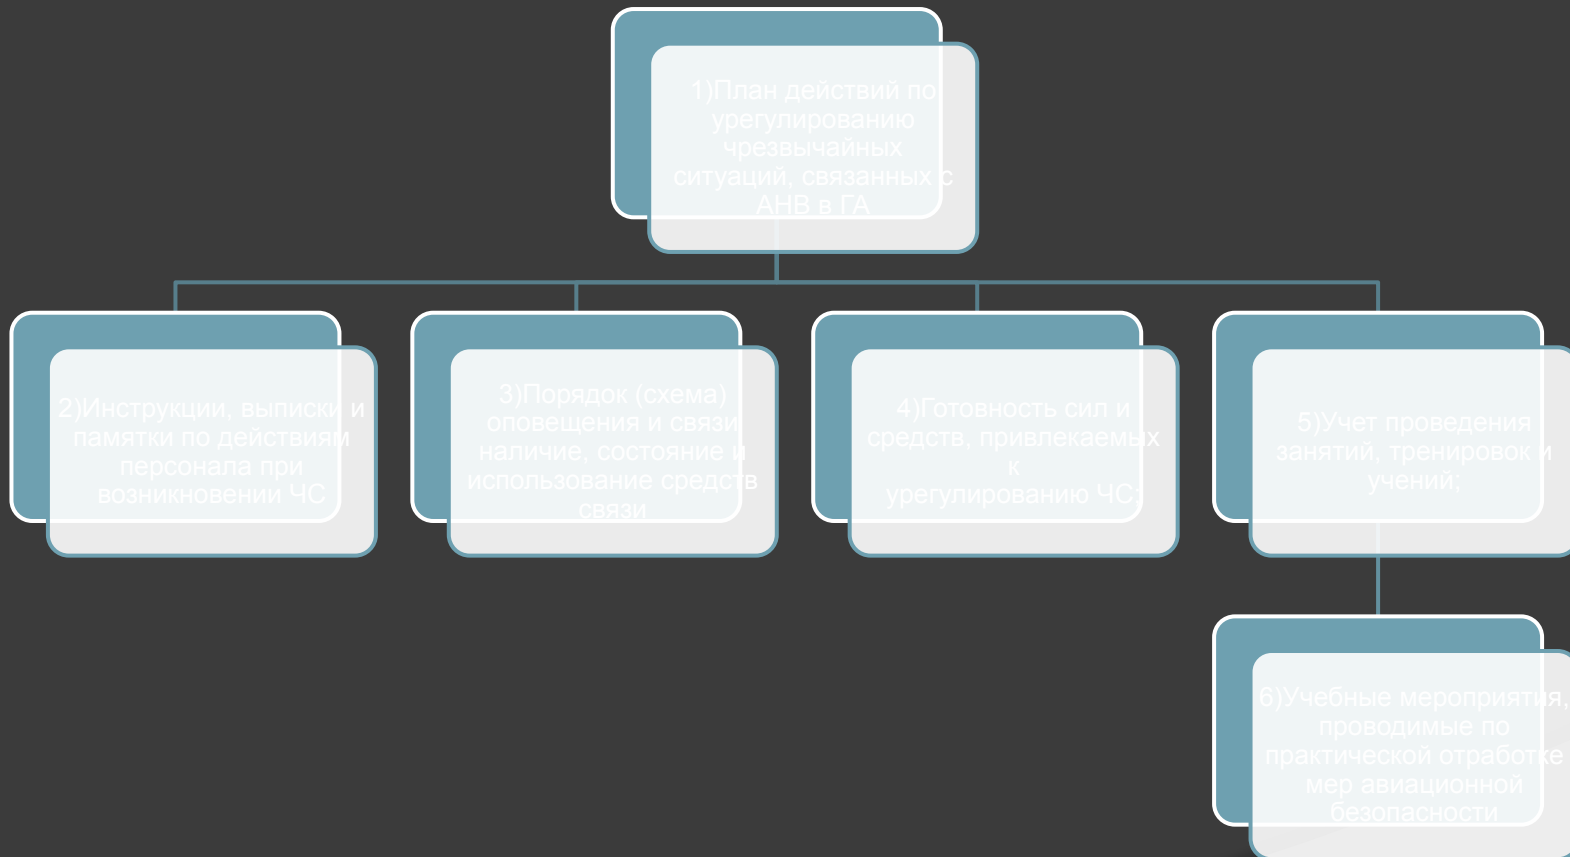 1)План действий по
урегулированию
чрезвычайных
ситуаций, связанных с
АНВ в ГА
2)Инструкции, выписки и
памятки по действиям
персонала при
возникновении ЧС
3)Порядок (схема)
оповещения и связи
наличие, состояние и
использование средств
связи
4)Готовность сил и
средств, привлекаемых
к
урегулированию ЧС;
5)Учет проведения
занятий, тренировок и
учений;
6)Учебные мероприятия,
проводимые по
практической отработке
мер авиационной
безопасности